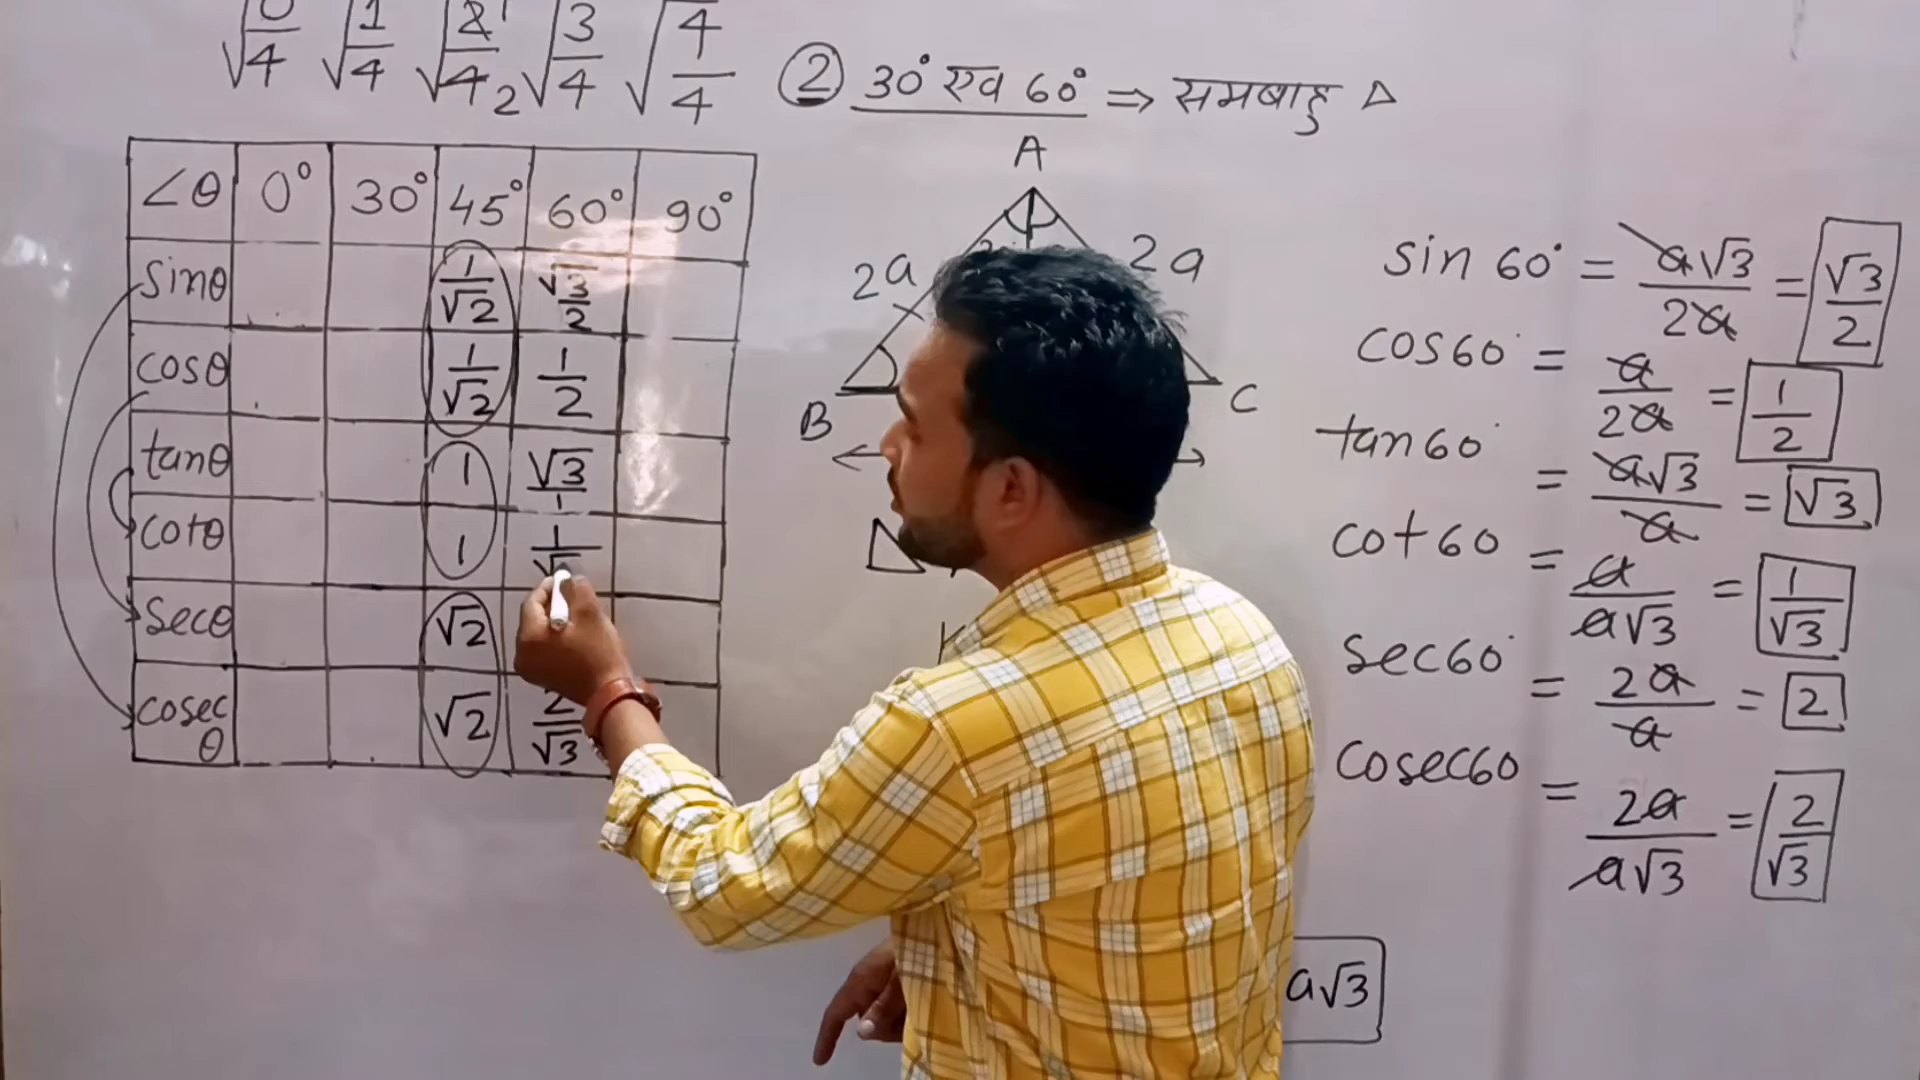 √0/4 √1/4 √2/4 1 2 √3/4 √4/4
② 30° एवं 60° ⇒ समबाहु Δ
∠θ 0° 30° 45° 60° 90°
sinθ 1/√2 √3/2
cosθ 1/√2 1/2
tanθ 1 √3/1
cotθ 1 1/√
secθ √2
cosec θ √2 2/√3
A
2a 2a
B C
Δ
sin 60° = a√3/2a = √3/2
cos60° = a/2a = 1/2
tan60° = a√3/a = √3
cot60 = a/a√3 = 1/√3
sec60° = 2a/a = 2
cosec60 = 2a/a√3 = 2/√3
a√3